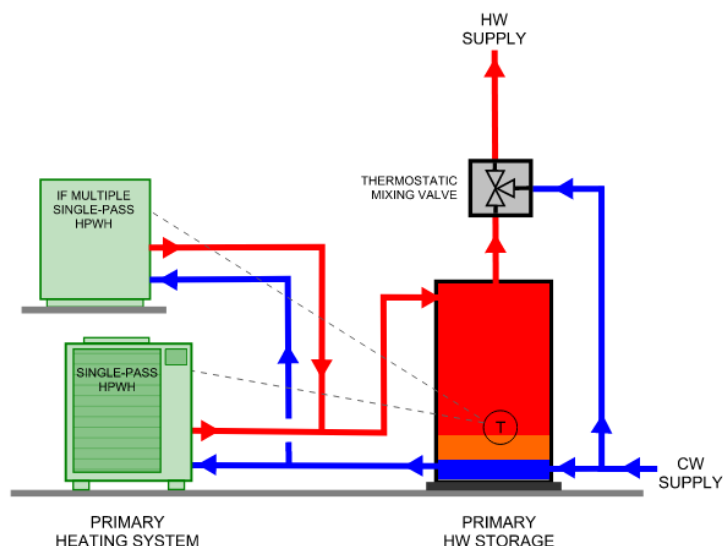 HW
SUPPLY
THERMOSTATIC
MIXING VALVE
IF MULTIPLE
SINGLE-PASS
HPWH
SINGLE-PASS
HPWH
T
CW
SUPPLY
PRIMARY
HEATING SYSTEM
PRIMARY
HW STORAGE